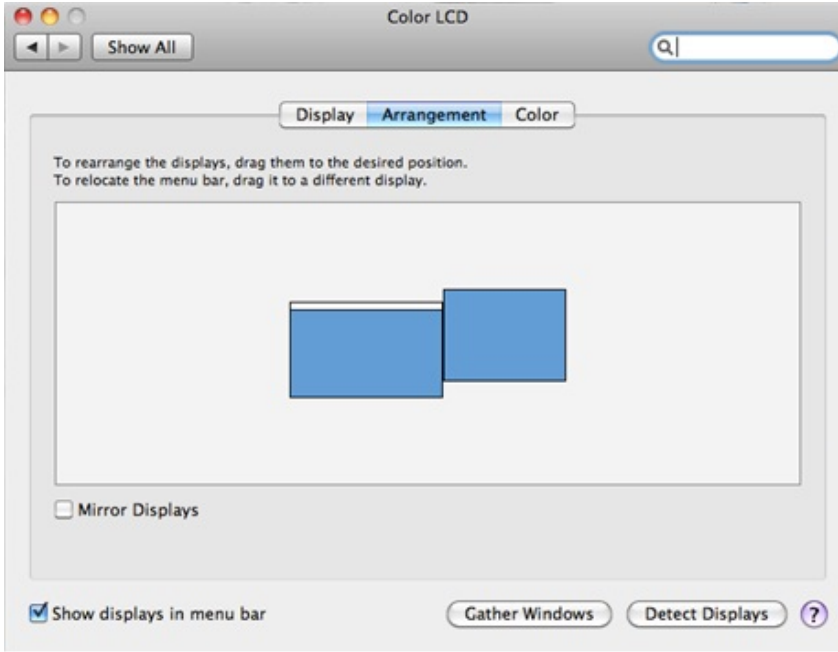 Color LCD
Show All
Display Arrangement Color
To rearrange the displays, drag them to the desired position.
To relocate the menu bar, drag it to a different display.
Mirror Displays
Show displays in menu bar Gather Windows Detect Displays ?